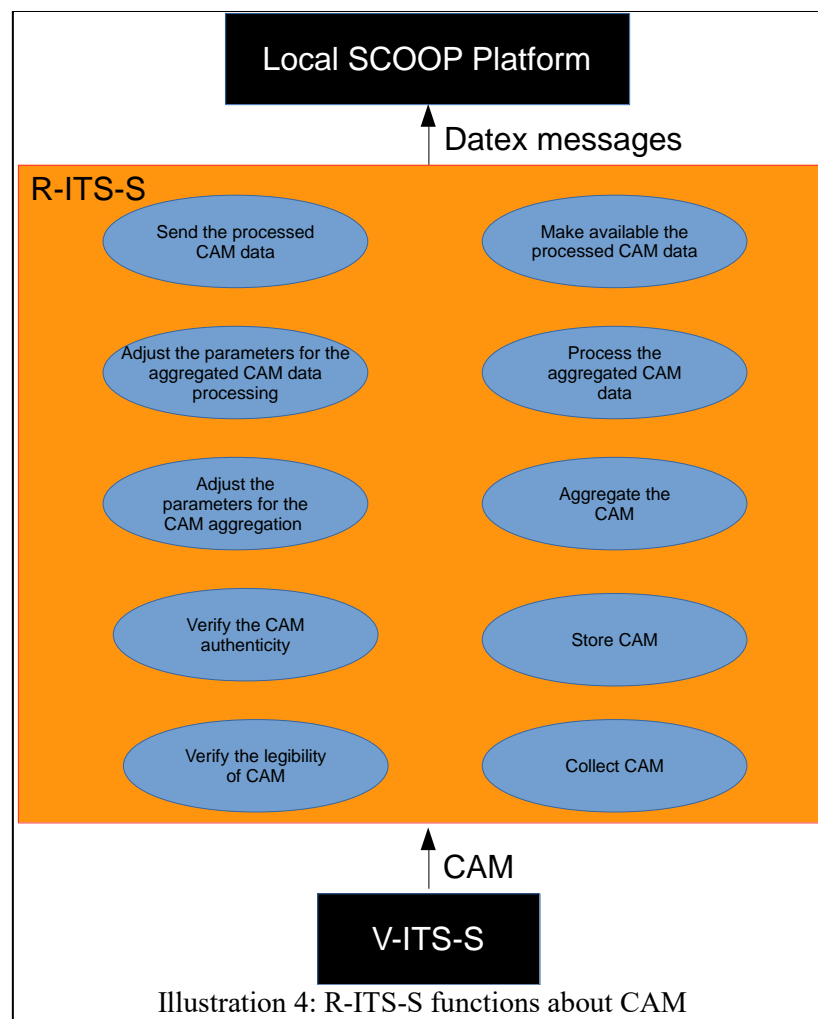 Local SCOOP Platform
Datex messages
R-ITS-S
Send the processed
CAM data
Make available the
processed CAM data
Adjust the parameters for the
aggregated CAM data
processing
Process the
aggregated CAM
data
Adjust the
parameters for the
CAM aggregation
Aggregate the
CAM
Verify the CAM
authenticity
Store CAM
Verify the legibility
of CAM
Collect CAM
CAM
V-ITS-S
Illustration 4: R-ITS-S functions about CAM